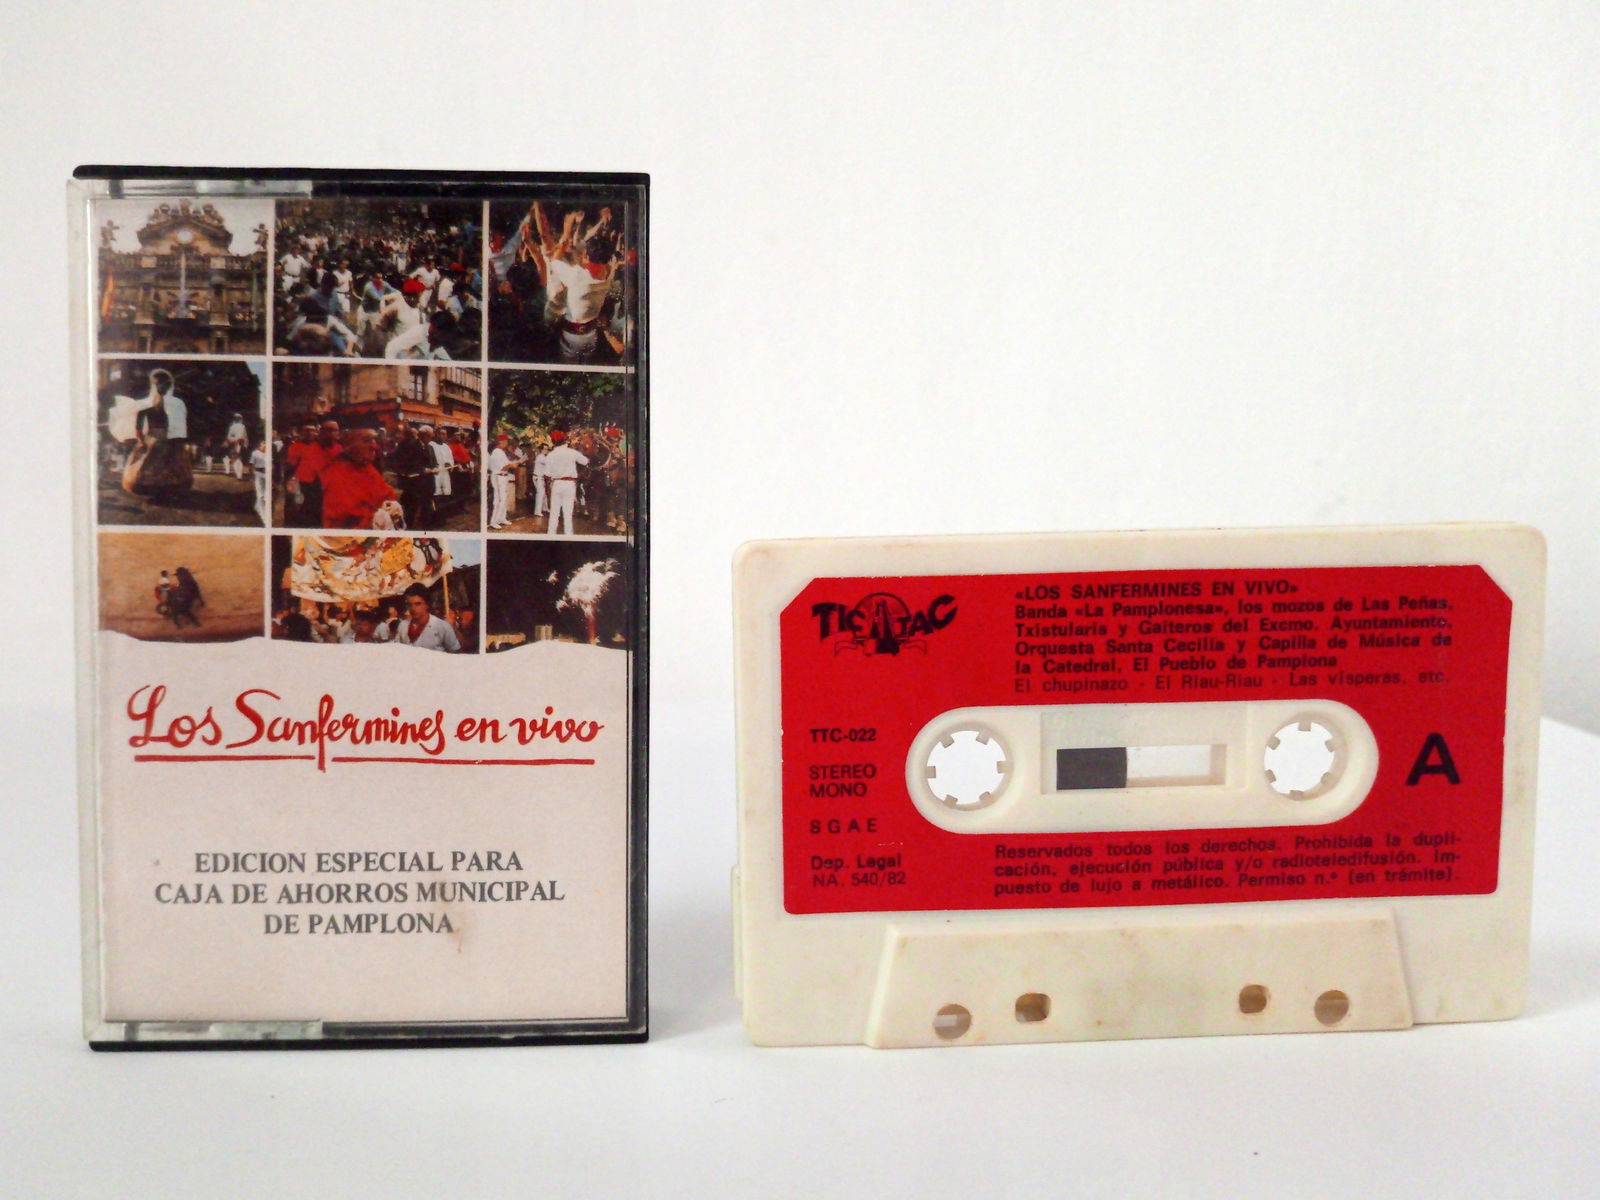 Los Sanfermines en vivo
EDICION ESPECIAL PARA
CAJA DE AHORROS MUNICIPAL
DE PAMPLONA
TIC TAC
«LOS SANFERMINES EN VIVO»
Banda «La Pamplonesa», los mozos de Las Peñas,
Txistularis y Gaiteros del Excmo. Ayuntamiento,
Orquesta Santa Cecilia y Capilla de Música de
la Catedral, El Pueblo de Pamplona
El chupinazo - El Riau-Riau - Las vísperas, etc.
TTC-022
STEREO
MONO
S G A E
Dep. Legal
NA. 540/82
A
Reservados todos los derechos. Prohibida la dupli-
cación, ejecución pública y/o radioteledifusión. Im-
puesto de lujo a metálico. Permiso n.º (en trámite).